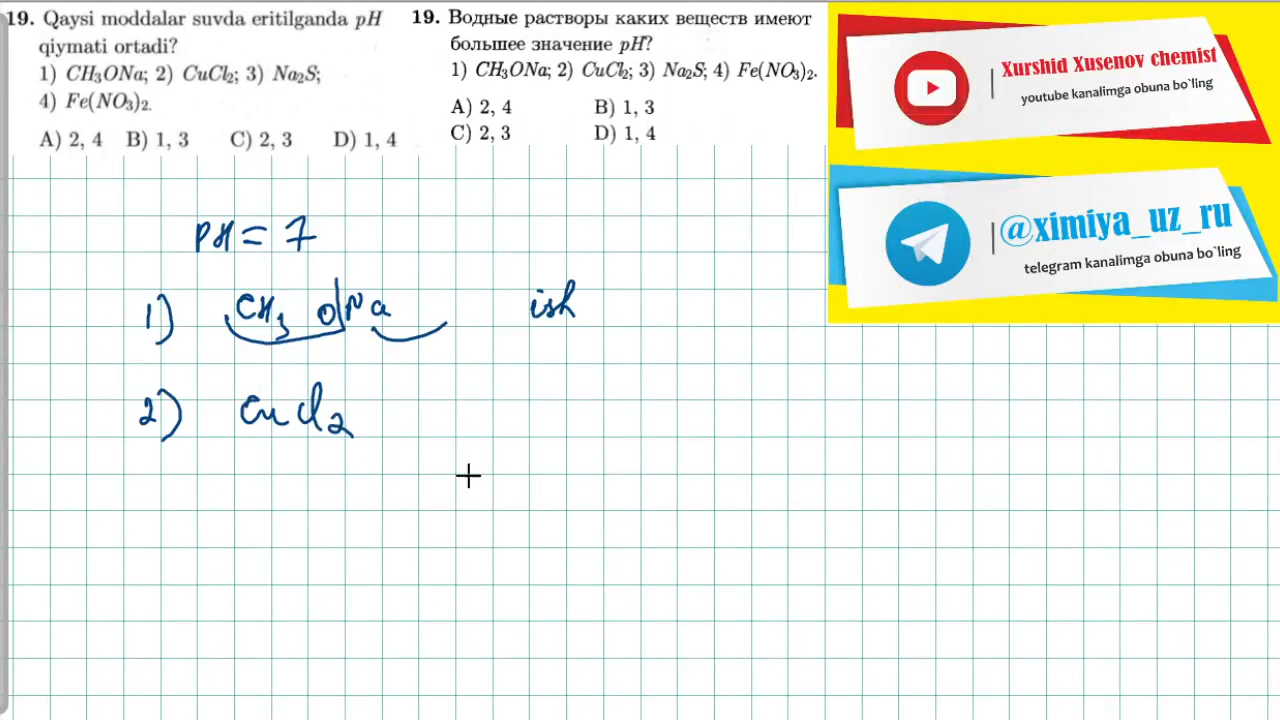 19. Qaysi moddalar suvda eritilganda pH
qiymati ortadi?
1) CH₃ONa; 2) CuCl₂; 3) Na₂S;
4) Fe(NO₃)₂.
A) 2, 4 B) 1, 3 C) 2, 3 D) 1, 4
19. Водные растворы каких веществ имеют
большее значение pH?
1) CH₃ONa; 2) CuCl₂; 3) Na₂S; 4) Fe(NO₃)₂.
A) 2, 4 B) 1, 3
C) 2, 3 D) 1, 4
Xurshid Xusenov chemist
youtube kanalimga obuna bo`ling
@ximiya_uz_ru
telegram kanalimga obuna bo`ling
pH = 7
1) CH₃ONa ish
2) CuCl₂